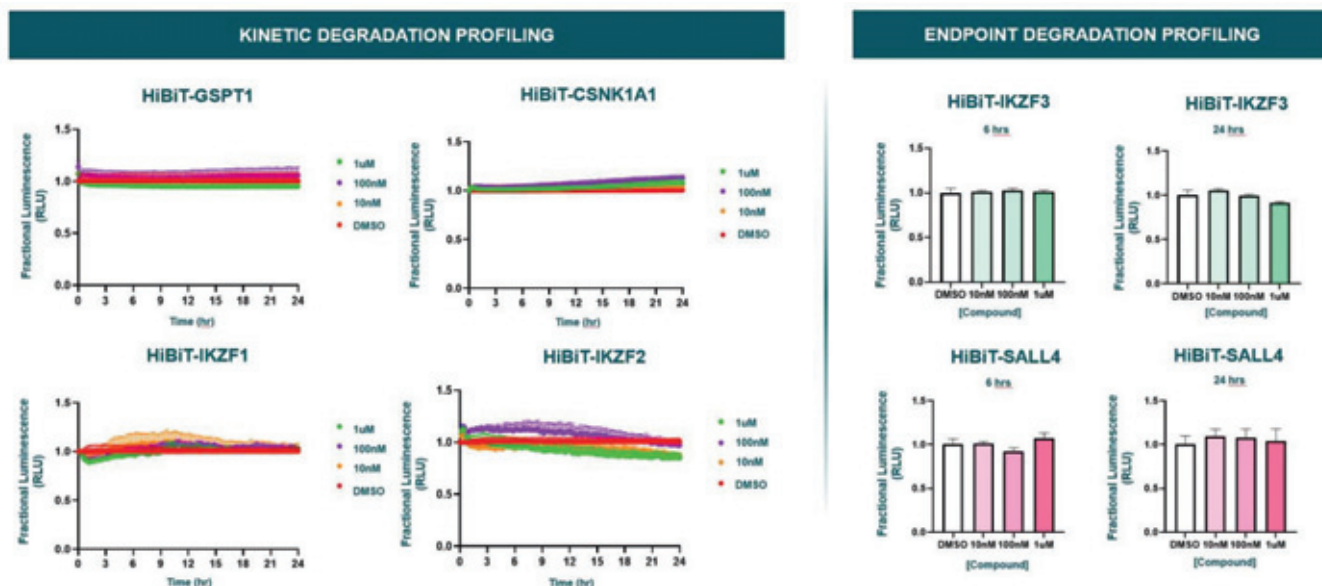 KINETIC DEGRADATION PROFILING
HiBiT-GSPT1
Fractional Luminescence
(RLU)
1.5
1.0
0.5
0.0
0 3 6 9 12 15 18 21 24
Time (hr)
1uM
100nM
10nM
DMSO
HiBiT-CSNK1A1
Fractional Luminescence
(RLU)
1.5
1.0
0.5
0.0
0 3 6 9 12 15 18 21 24
Time (hr)
1uM
100nM
10nM
DMSO
HiBiT-IKZF1
Fractional Luminescence
(RLU)
1.5
1.0
0.5
0.0
0 3 6 9 12 15 18 21 24
Time (hr)
1uM
100nM
10nM
DMSO
HiBiT-IKZF2
Fractional Luminescence
(RLU)
1.5
1.0
0.5
0.0
0 3 6 9 12 15 18 21 24
Time (hr)
1uM
100nM
10nM
DMSO
ENDPOINT DEGRADATION PROFILING
HiBiT-IKZF3
6 hrs
Fractional Luminescence
(RLU)
1.5
1.0
0.5
0.0
DMSO 10nM 100nM 1uM
[Compound]
HiBiT-IKZF3
24 hrs
Fractional Luminescence
(RLU)
1.5
1.0
0.5
0.0
DMSO 10nM 100nM 1uM
[Compound]
HiBiT-SALL4
6 hrs
Fractional Luminescence
(RLU)
1.5
1.0
0.5
0.0
DMSO 10nM 100nM 1uM
[Compound]
HiBiT-SALL4
24 hrs
Fractional Luminescence
(RLU)
1.5
1.0
0.5
0.0
DMSO 10nM 100nM 1uM
[Compound]